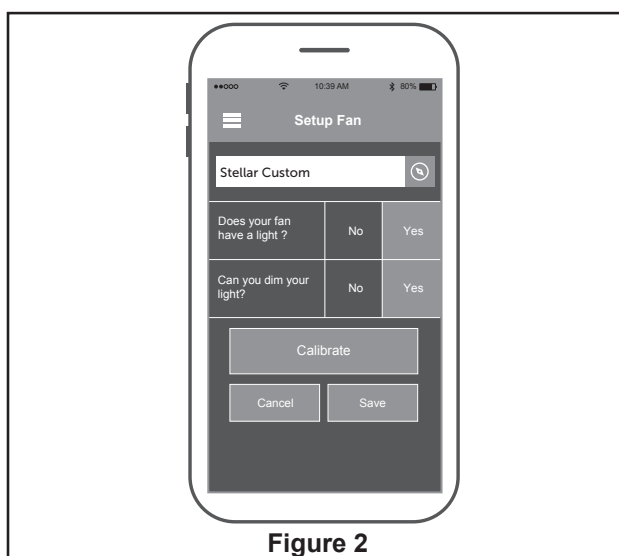 10:39 AM 80%
Setup Fan
Stellar Custom
Does your fan
have a light ?
No
Yes
Can you dim your
light?
No
Yes
Calibrate
Cancel
Save
Figure 2